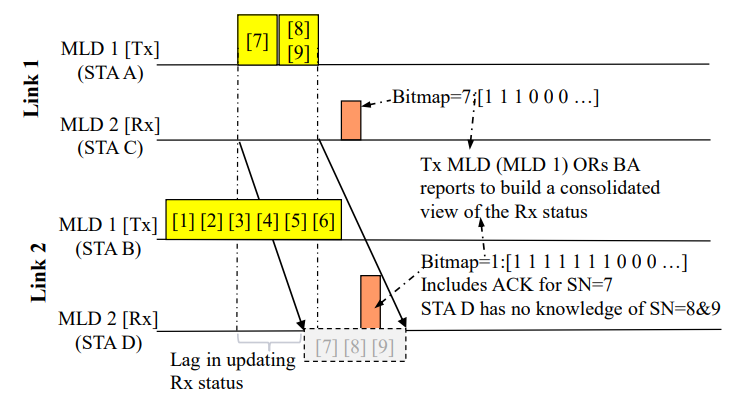 Link 1
MLD 1 [Tx]
(STA A)
[7]
[8]
[9]
MLD 2 [Rx]
(STA C)
Bitmap=7:[1 1 1 0 0 0 …]
Tx MLD (MLD 1) ORs BA
reports to build a consolidated
view of the Rx status
Link 2
MLD 1 [Tx]
(STA B)
[1] [2] [3] [4] [5] [6]
Bitmap=1:[1 1 1 1 1 1 1 0 0 0 …]
Includes ACK for SN=7
STA D has no knowledge of SN=8&9
MLD 2 [Rx]
(STA D)
[7] [8] [9]
Lag in updating
Rx status